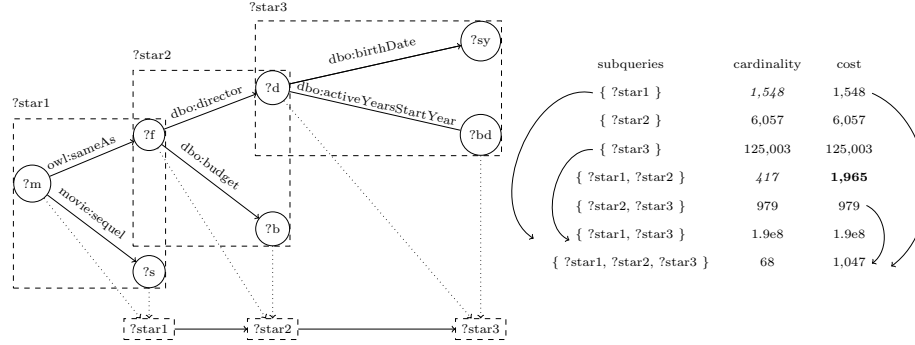 ?star3
?sy
dbo:birthDate
?star2
?d
dbo:activeYearsStartYear
?star1
dbo:director
?f
?bd
owl:sameAs
dbo:budget
?m
movie:sequel
?b
?s
?star1 ?star2 ?star3
subqueries cardinality cost
{ ?star1 } 1,548 1,548
{ ?star2 } 6,057 6,057
{ ?star3 } 125,003 125,003
{ ?star1, ?star2 } 417 1,965
{ ?star2, ?star3 } 979 979
{ ?star1, ?star3 } 1.9e8 1.9e8
{ ?star1, ?star2, ?star3 } 68 1,047